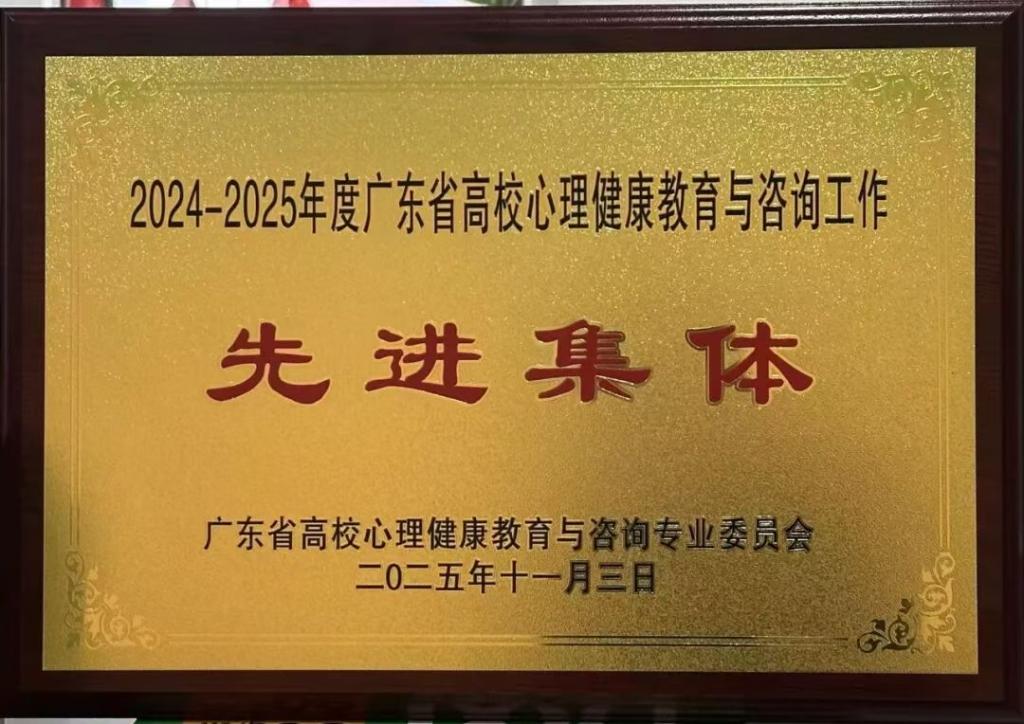 2024-2025年度广东省高校心理健康教育与咨询工作
先进集体
广东省高校心理健康教育与咨询专业委员会
二〇二五年十一月三日